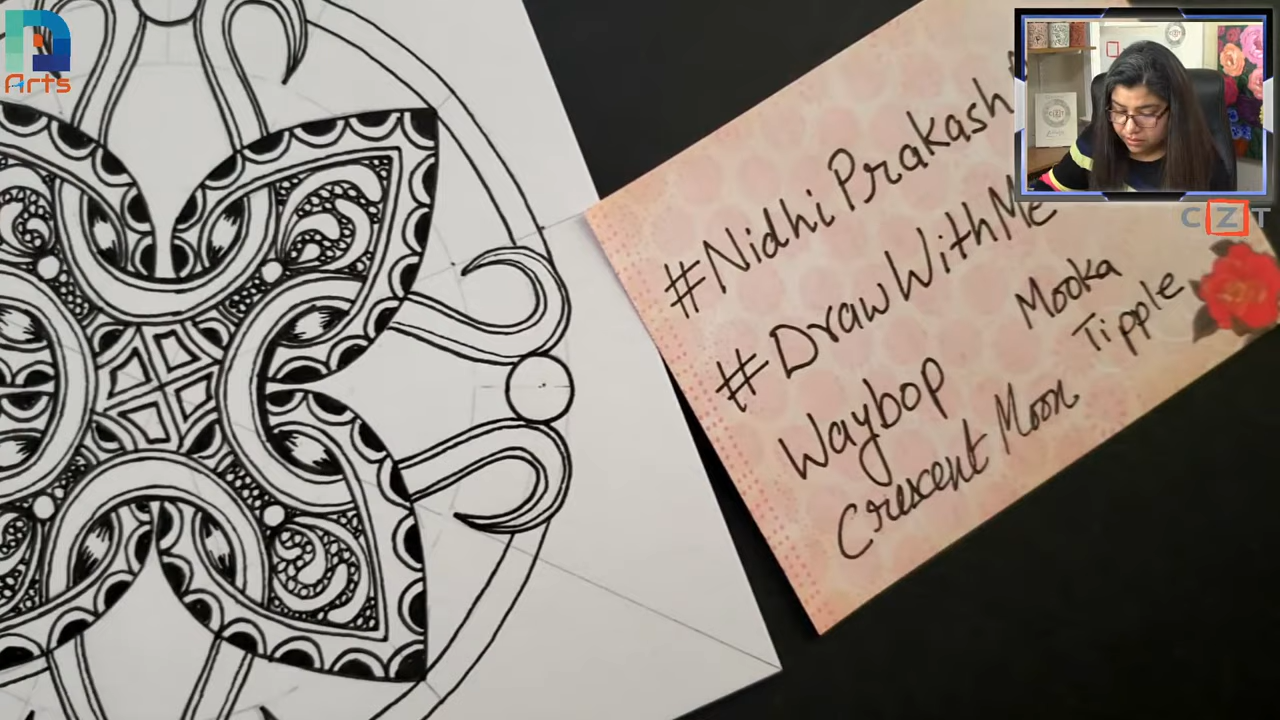 Arts
#NidhiPrakash
#DrawWithMe
Mooka
Tipple
Waybop
Crescent Moon
CZT